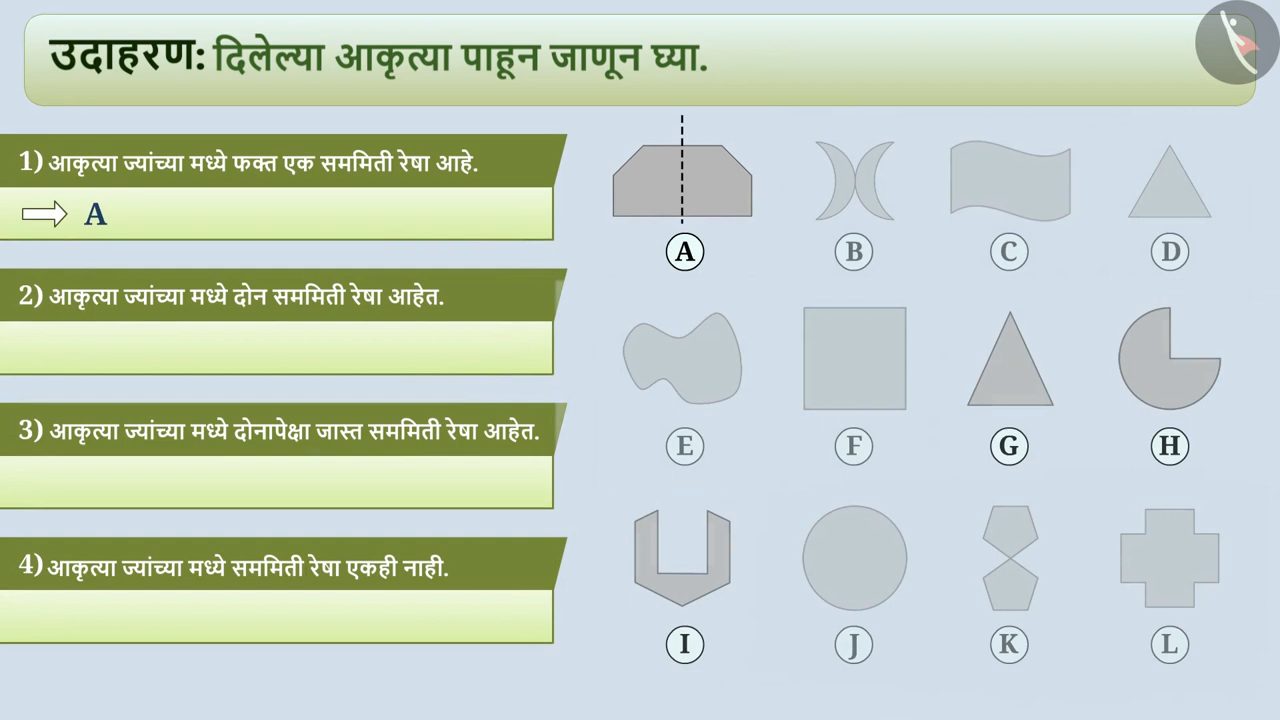 उदाहरण: दिलेल्या आकृत्या पाहून जाणून घ्या.
1) आकृत्या ज्यांच्या मध्ये फक्त एक सममिती रेषा आहे.
A
2) आकृत्या ज्यांच्या मध्ये दोन सममिती रेषा आहेत.
3) आकृत्या ज्यांच्या मध्ये दोनापेक्षा जास्त सममिती रेषा आहेत.
4) आकृत्या ज्यांच्या मध्ये सममिती रेषा एकही नाही.
A B C D
E F G H
I J K L